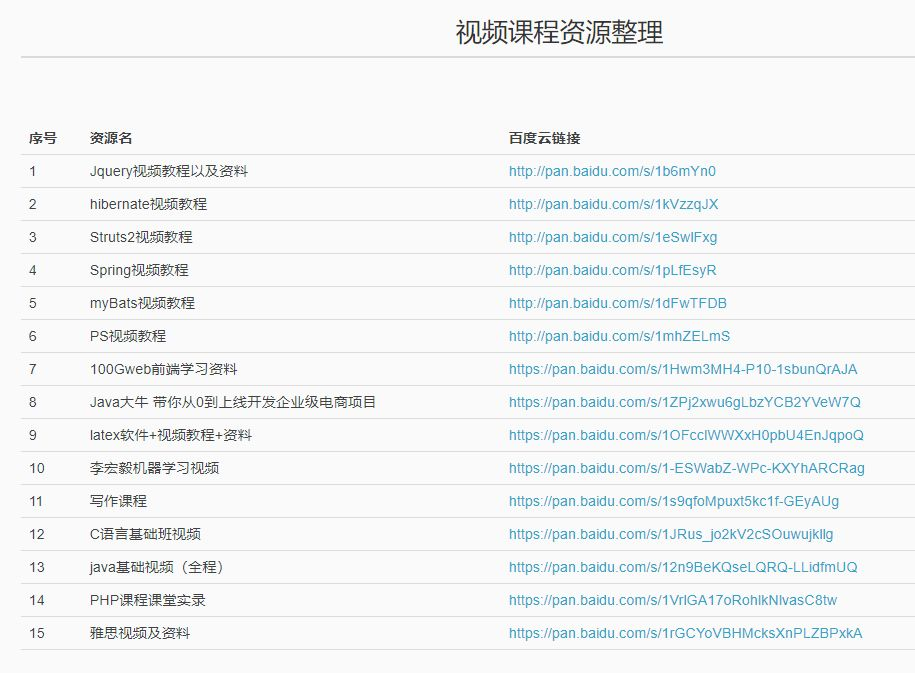 视频课程资源整理
序号 资源名 百度云链接
1 Jquery视频教程以及资料 http://pan.baidu.com/s/1b6mYn0
2 hibernate视频教程 http://pan.baidu.com/s/1kVzzqJX
3 Struts2视频教程 http://pan.baidu.com/s/1eSwIFxg
4 Spring视频教程 http://pan.baidu.com/s/1pLfEsyR
5 myBats视频教程 http://pan.baidu.com/s/1dFwTFDB
6 PS视频教程 http://pan.baidu.com/s/1mhZELmS
7 100Gweb前端学习资料 https://pan.baidu.com/s/1Hwm3MH4-P10-1sbunQrAJA
8 Java大牛 带你从0到上线开发企业级电商项目 https://pan.baidu.com/s/1ZPj2xwu6gLbzYCB2YVeW7Q
9 latex软件+视频教程+资料 https://pan.baidu.com/s/1OFcclWWXxH0pbU4EnJqpoQ
10 李宏毅机器学习视频 https://pan.baidu.com/s/1-ESWabZ-WPc-KXYhARCRag
11 写作课程 https://pan.baidu.com/s/1s9qfoMpuxt5kc1f-GEyAUg
12 C语言基础班视频 https://pan.baidu.com/s/1JRus_jo2kV2cSOuwujkllg
13 java基础视频（全程） https://pan.baidu.com/s/12n9BeKQseLQRQ-LLidfmUQ
14 PHP课程课堂实录 https://pan.baidu.com/s/1VrlGA17oRohlkNlvasC8tw
15 雅思视频及资料 https://pan.baidu.com/s/1rGCYoVBHMcksXnPLZBPxkA